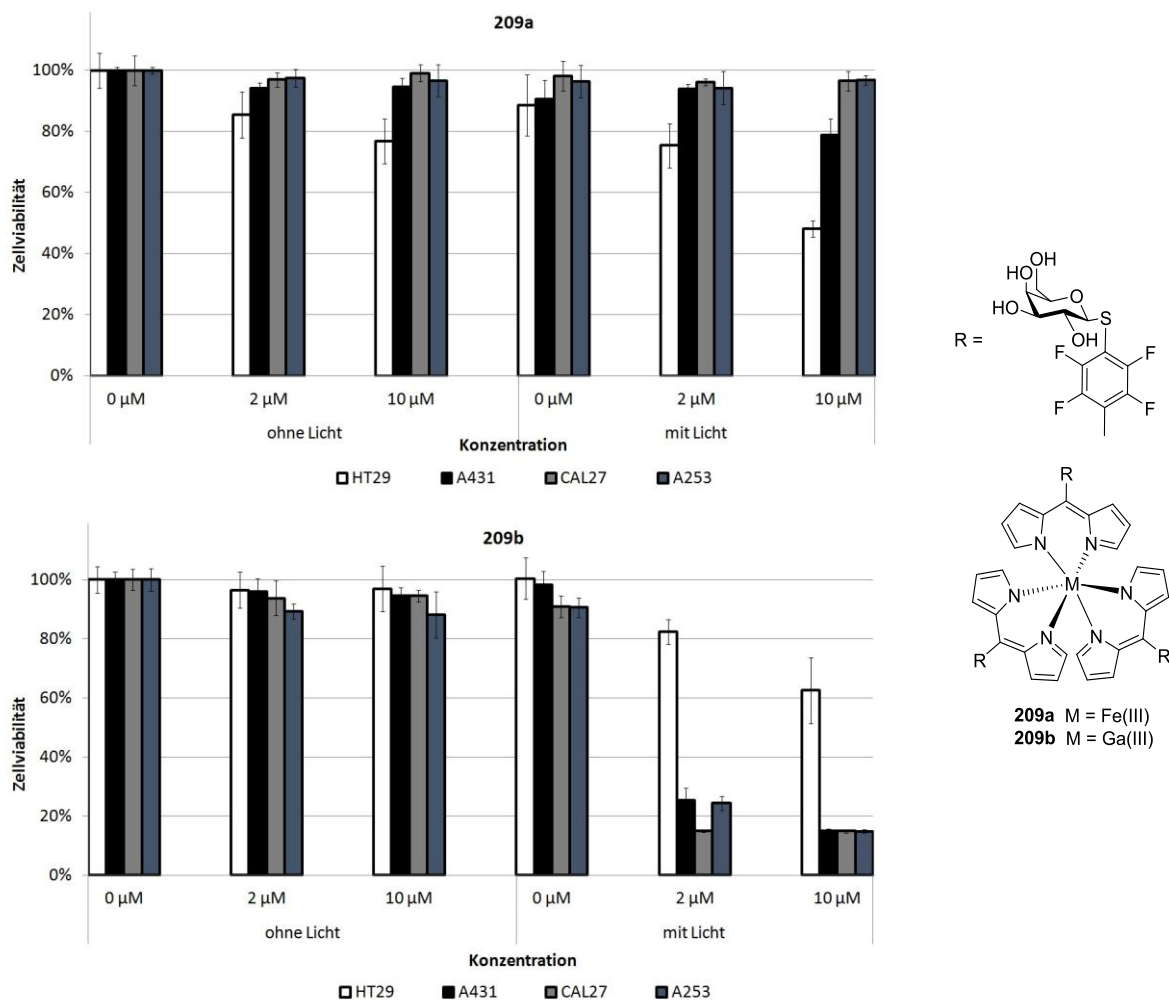 209a
Zellviabilität
100%
80%
60%
40%
20%
0%
0 µM 2 µM 10 µM 0 µM 2 µM 10 µM
ohne Licht mit Licht
Konzentration
HT29 A431 CAL27 A253
209b
Zellviabilität
100%
80%
60%
40%
20%
0%
0 µM 2 µM 10 µM 0 µM 2 µM 10 µM
ohne Licht mit Licht
Konzentration
HT29 A431 CAL27 A253
OH
HO
O
HO
S
OH
R =
F F
F F
R
N N
N M N
N N
R R
209a M = Fe(III)
209b M = Ga(III)